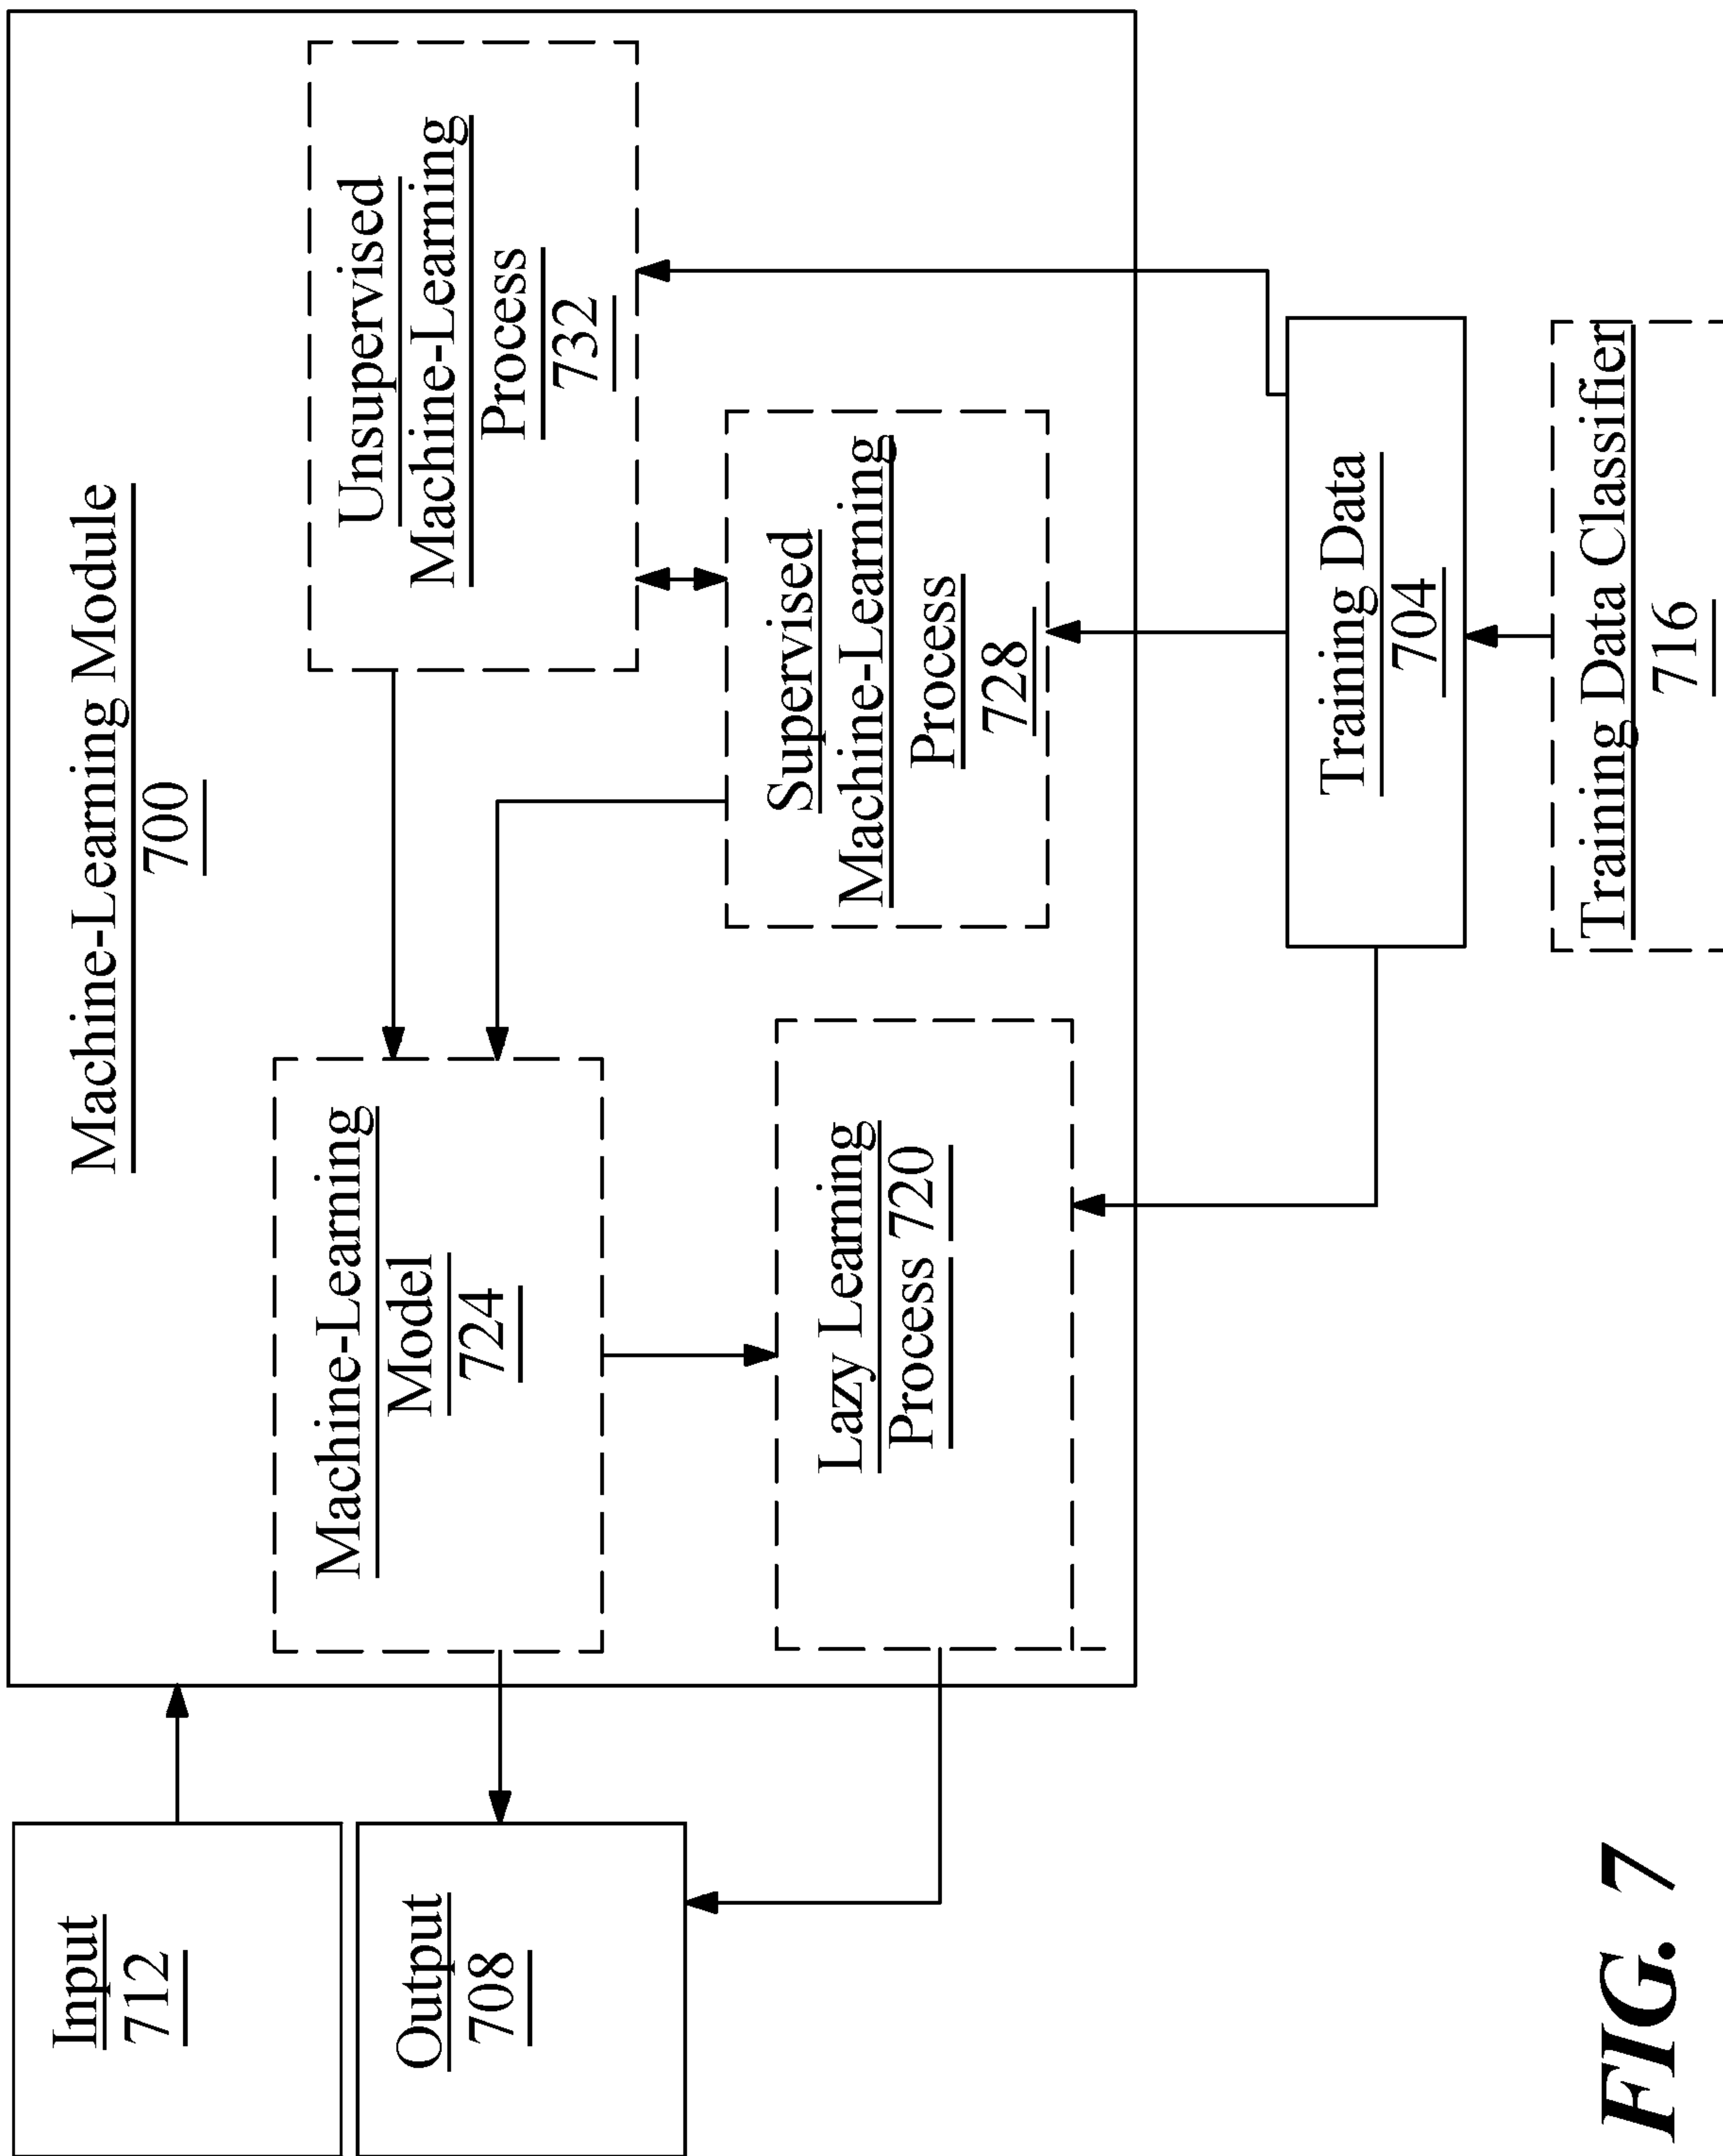 Machine-Learning Module
700
Input
712
Output
708
Machine-Learning
Model
724
Unsupervised
Machine-Learning
Process
732
Lazy Learning
Process 720
Supervised
Machine-Learning
Process
728
Training Data
704
Training Data Classifier
716
FIG. 7